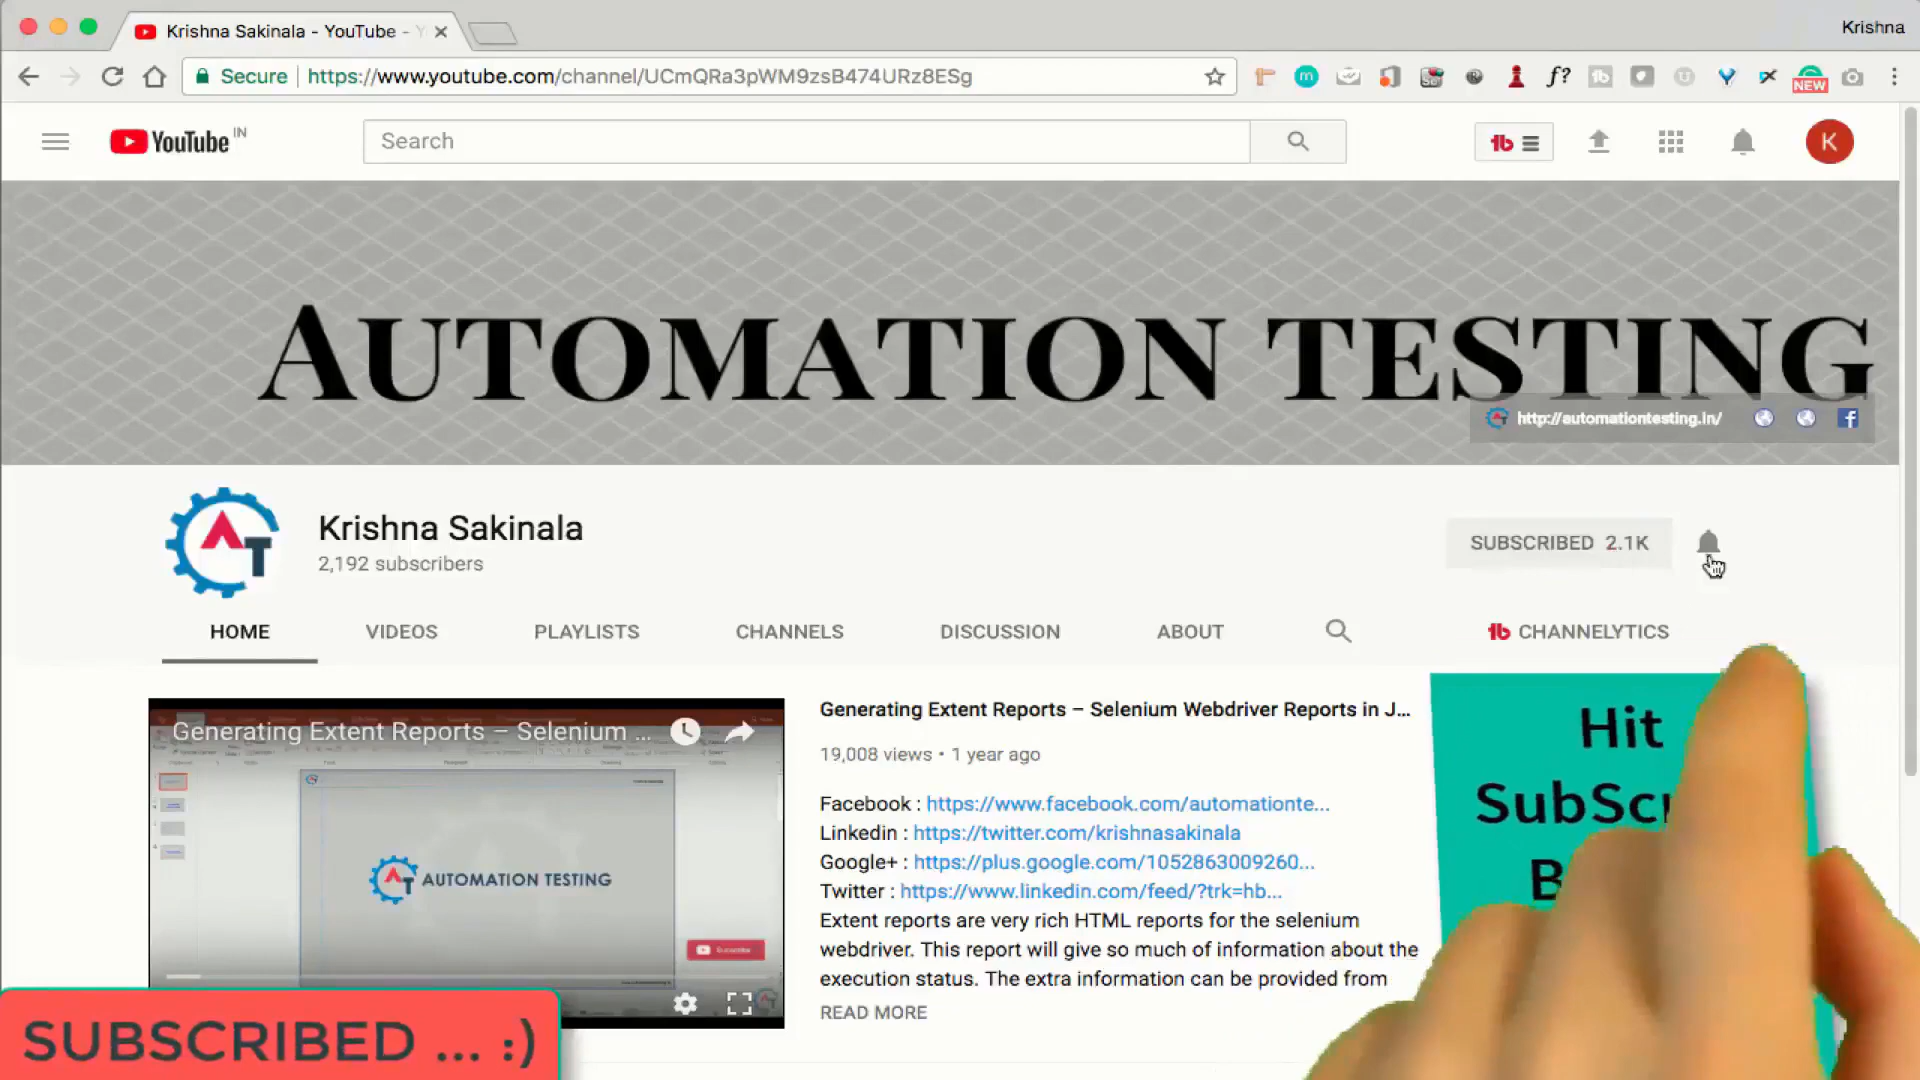 Krishna Sakinala - YouTube - Y
Krishna
Secure
https://www.youtube.com/channel/UCmQRa3pWM9zsB474URz8ESg
m
f?
NEW
YouTube IN
Search
K
AUTOMATION TESTING
http://automationtesting.in/
AT
Krishna Sakinala
2,192 subscribers
SUBSCRIBED 2.1K
HOME
VIDEOS
PLAYLISTS
CHANNELS
DISCUSSION
ABOUT
CHANNELYTICS
Generating Extent Reports – Selenium ...
AUTOMATION TESTING
Subscribe
Generating Extent Reports – Selenium Webdriver Reports in J...
19,008 views • 1 year ago
Facebook : https://www.facebook.com/automationte...
Linkedin : https://twitter.com/krishnasakinala
Google+ : https://plus.google.com/1052863009260...
Twitter : https://www.linkedin.com/feed/?trk=hb...
Extent reports are very rich HTML reports for the selenium
webdriver. This report will give so much of information about the
execution status. The extra information can be provided from
READ MORE
Hit
SubScr
B
SUBSCRIBED ... :)